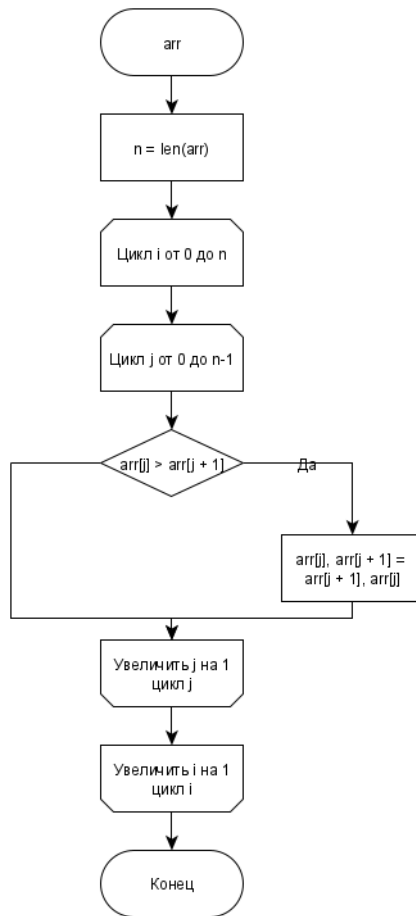 arr
n = len(arr)
Цикл i от 0 до n
Цикл j от 0 до n-1
arr[j] > arr[j + 1]
Да
arr[j], arr[j + 1] =
arr[j + 1], arr[j]
Увеличить j на 1
цикл j
Увеличить i на 1
цикл i
Конец